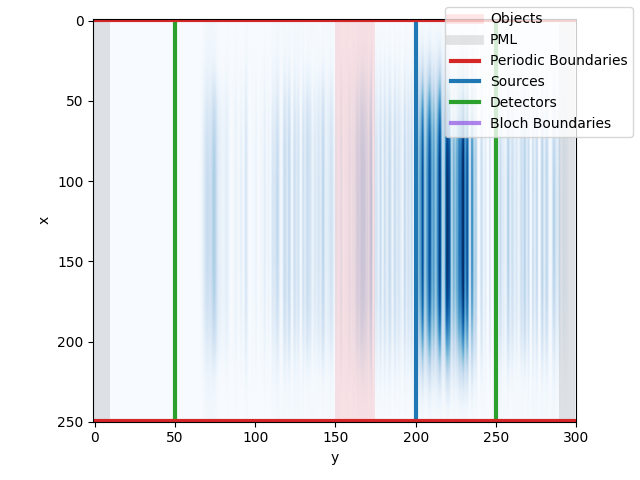 Objects
PML
Periodic Boundaries
Sources
Detectors
Bloch Boundaries
0
50
100
150
200
250
x
0 50 100 150 200 250 300
y